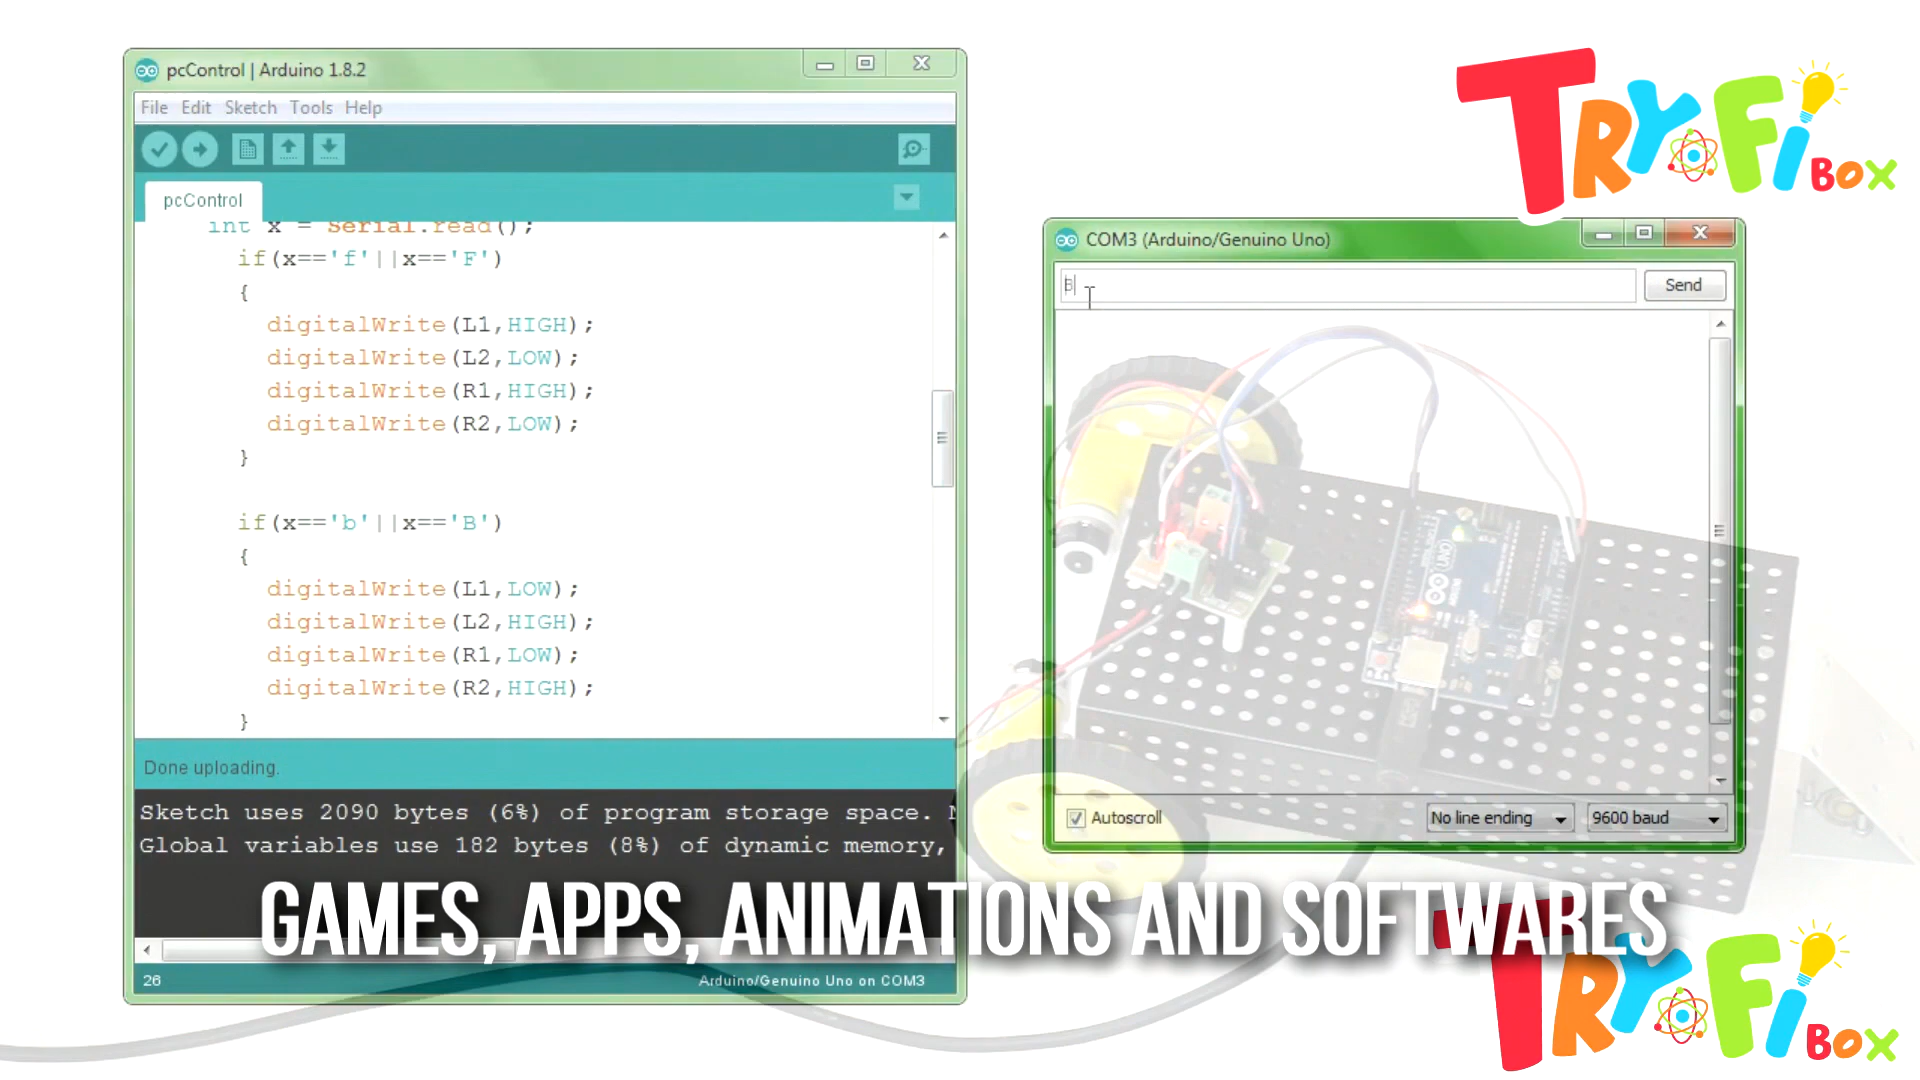 pcControl | Arduino 1.8.2
File Edit Sketch Tools Help
pcControl
int x = Serial.read();
if(x=='f'||x=='F')
{
digitalWrite(L1,HIGH);
digitalWrite(L2,LOW);
digitalWrite(R1,HIGH);
digitalWrite(R2,LOW);
}
if(x=='b'||x=='B')
{
digitalWrite(L1,LOW);
digitalWrite(L2,HIGH);
digitalWrite(R1,LOW);
digitalWrite(R2,HIGH);
}
Done uploading.
Sketch uses 2090 bytes (6%) of program storage space.
Global variables use 182 bytes (8%) of dynamic memory,
26
Arduino/Genuino Uno on COM3
TRYFI BOX
COM3 (Arduino/Genuino Uno)
B
Send
UNO
Autoscroll
No line ending
9600 baud
GAMES, APPS, ANIMATIONS AND SOFTWARES
TRYFI BOX